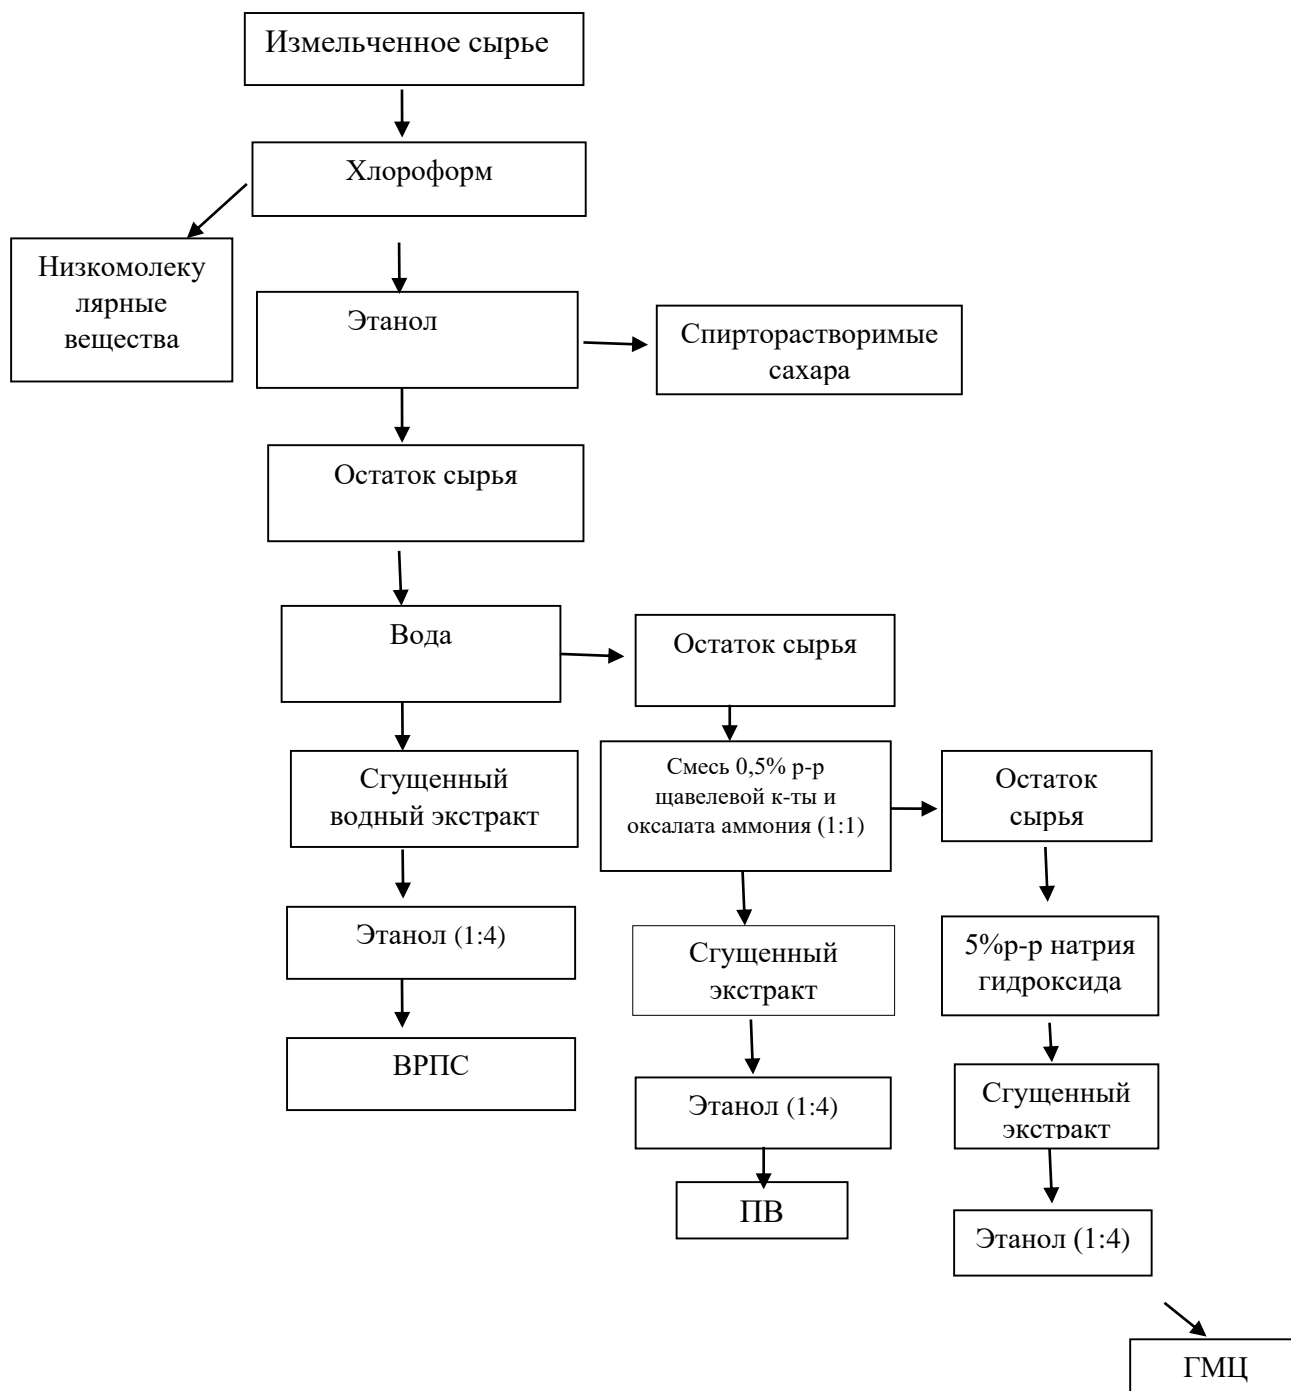 Измельченное сырье
Хлороформ
Низкомолеку
лярные
вещества
Этанол
Спирторастворимые
сахара
Остаток сырья
Вода
Остаток сырья
Сгущенный
водный экстракт
Смесь 0,5% р-р
щавелевой к-ты и
оксалата аммония (1:1)
Остаток
сырья
Этанол (1:4)
Сгущенный
экстракт
5%р-р натрия
гидроксида
ВРПС
Этанол (1:4)
Сгущенный
экстракт
ПВ
Этанол (1:4)
ГМЦ